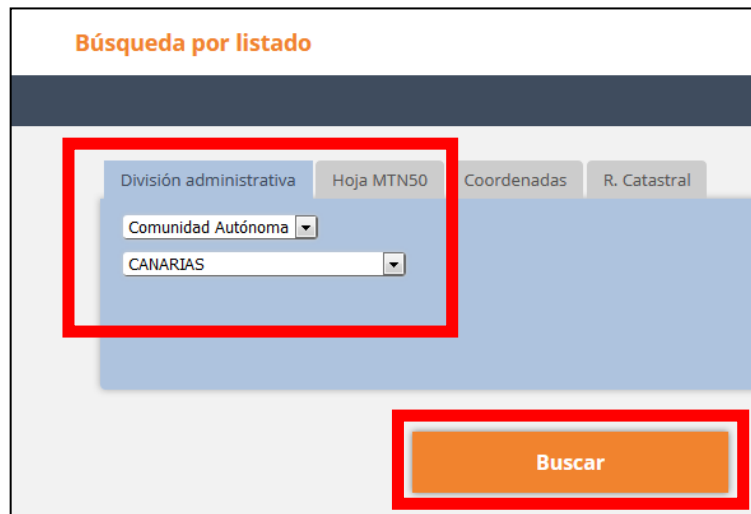 Búsqueda por listado
División administrativa Hoja MTN50 Coordenadas R. Catastral
Comunidad Autónoma
CANARIAS
Buscar